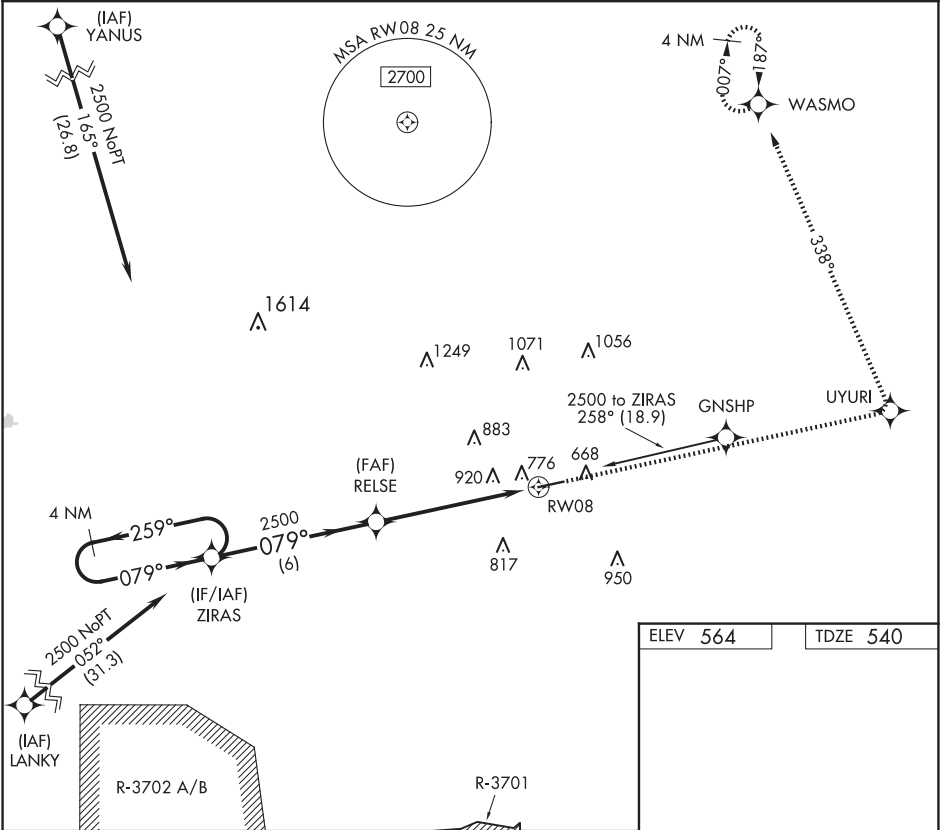 (IAF)
YANUS
2500 NoPT
165°
(26.8)
MSA RW08 25 NM
2700
4 NM
007°
187°
WASMO
338°
1614
1249
1071
1056
2500 to ZIRAS
258° (18.9)
GNSHP
UYURI
883
920
776
668
(FAF)
RELSE
RW08
4 NM
259°
079°
2500
079°
(6)
(IF/IAF)
ZIRAS
817
950
2500 NoPT
052°
(31.3)
(IAF)
LANKY
R-3702 A/B
R-3701
ELEV 564
TDZE 540